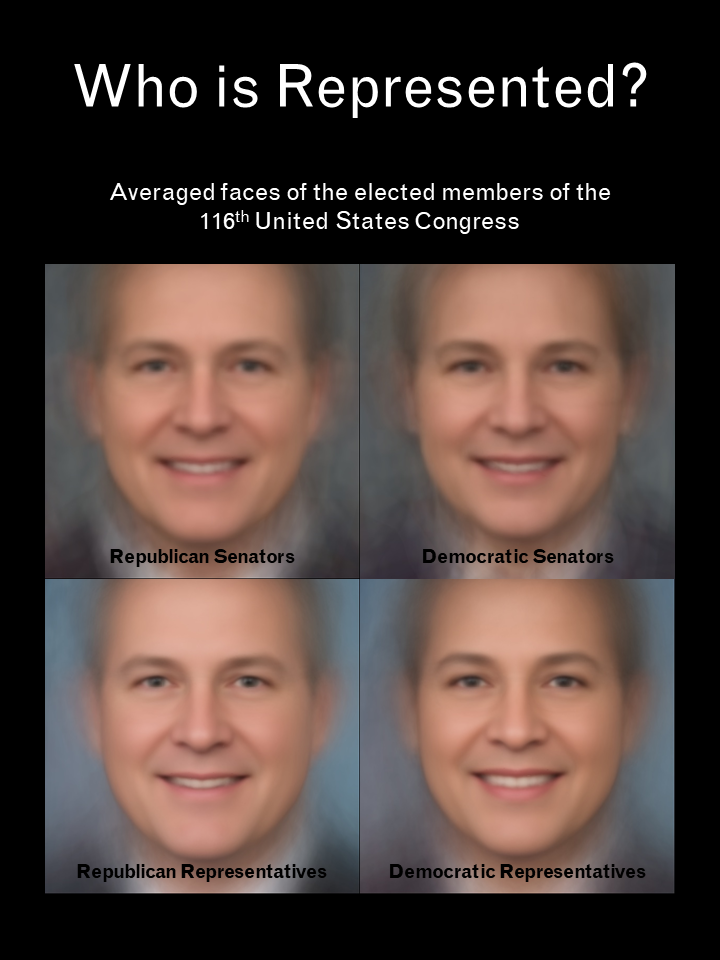 Who is Represented?
Averaged faces of the elected members of the
116th United States Congress
Republican Senators
Democratic Senators
Republican Representatives
Democratic Representatives